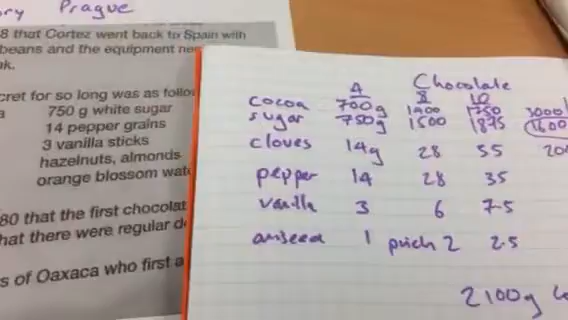 ry Prague
8 that Cortez went back to Spain with
beans and the equipment ne
k.
cret for so long was as follo
a 750 g white sugar
14 pepper grains
3 vanilla sticks
hazelnuts, almonds
orange blossom wat
80 that the first chocolat
hat there were regular d
s of Oaxaca who first a
Chocolate
4 8 10
cocoa 700g 1400 1750 3000
sugar 750g 1500 1875 1600
cloves 14g 28 35 20
pepper 14 28 35
vanilla 3 6 7.5
aniseed 1 pinch 2 2.5
2100g